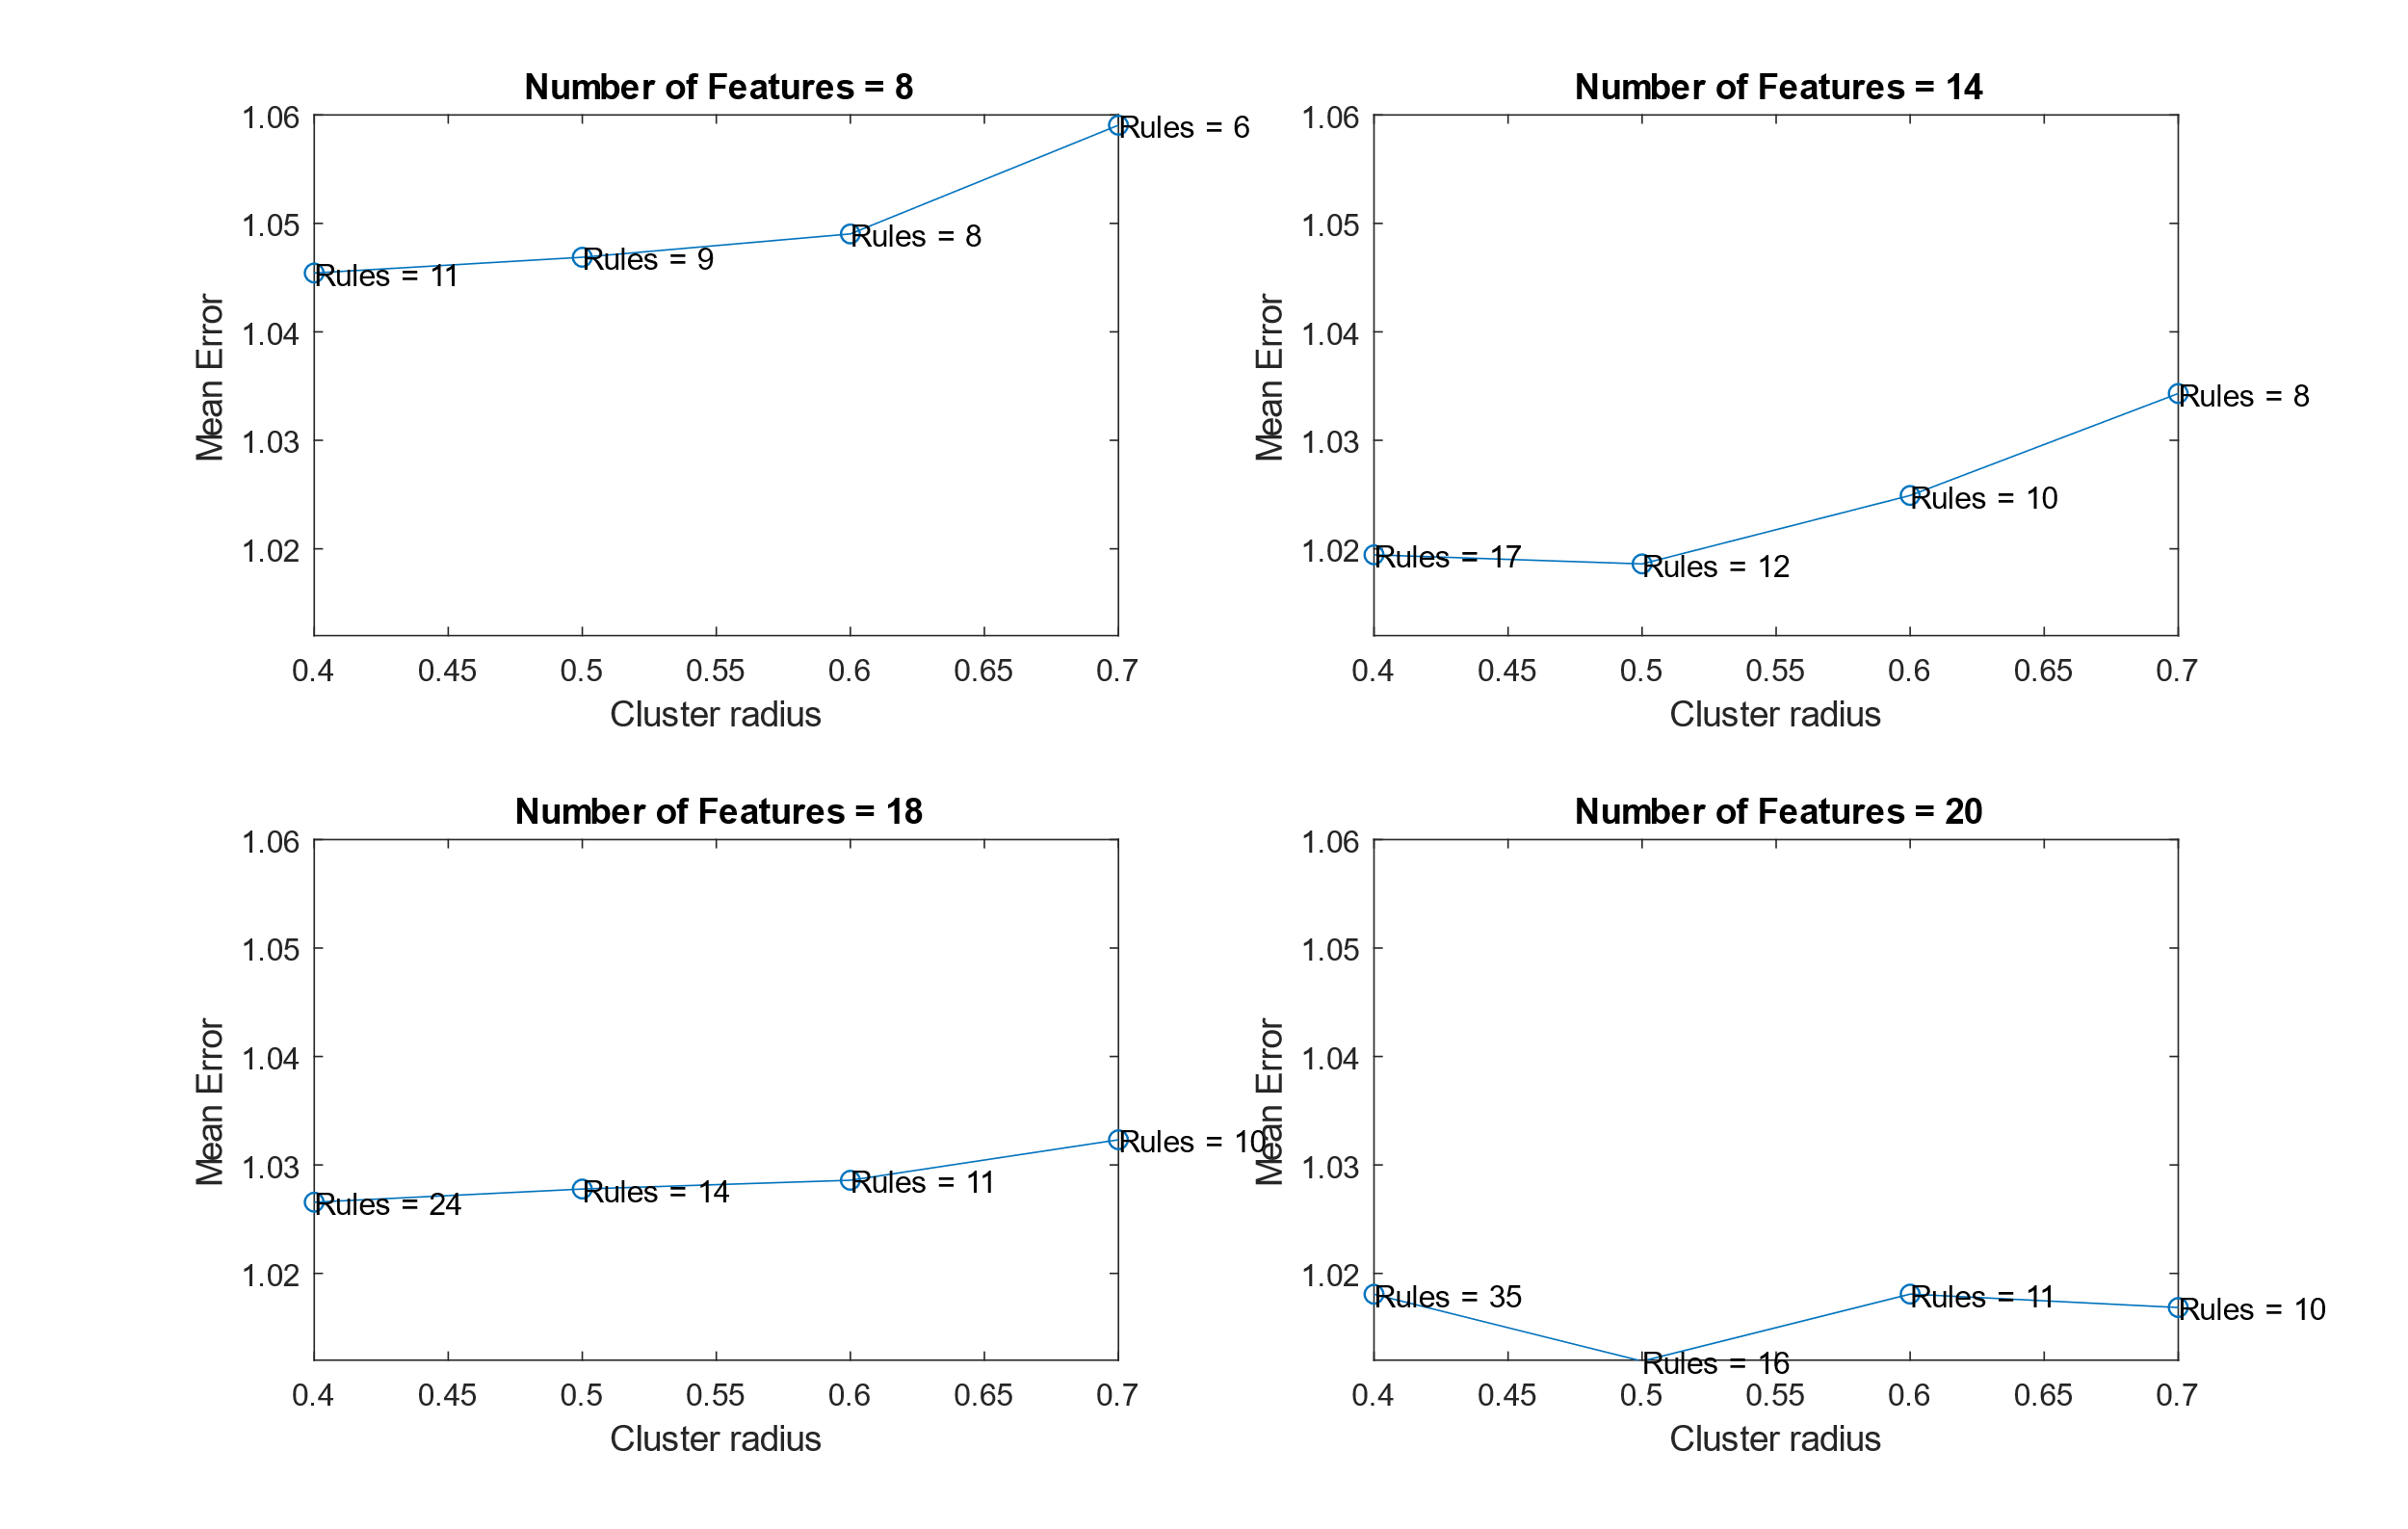 Number of Features = 8
1.06
1.05
1.04
1.03
1.02
Mean Error
Rules = 11
Rules = 9
Rules = 8
Rules = 6
0.4 0.45 0.5 0.55 0.6 0.65 0.7
Cluster radius
Number of Features = 14
1.06
1.05
1.04
1.03
1.02
Mean Error
Rules = 17
Rules = 12
Rules = 10
Rules = 8
0.4 0.45 0.5 0.55 0.6 0.65 0.7
Cluster radius
Number of Features = 18
1.06
1.05
1.04
1.03
1.02
Mean Error
Rules = 24
Rules = 14
Rules = 11
Rules = 10
0.4 0.45 0.5 0.55 0.6 0.65 0.7
Cluster radius
Number of Features = 20
1.06
1.05
1.04
1.03
1.02
Mean Error
Rules = 35
Rules = 16
Rules = 11
Rules = 10
0.4 0.45 0.5 0.55 0.6 0.65 0.7
Cluster radius